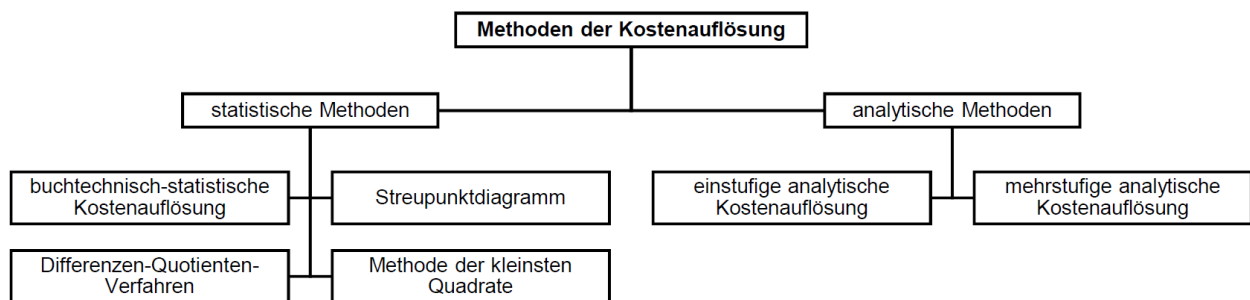 Methoden der Kostenauflösung
statistische Methoden
analytische Methoden
buchtechnisch-statistische
Kostenauflösung
Streupunktdiagramm
einstufige analytische
Kostenauflösung
mehrstufige analytische
Kostenauflösung
Differenzen-Quotienten-
Verfahren
Methode der kleinsten
Quadrate